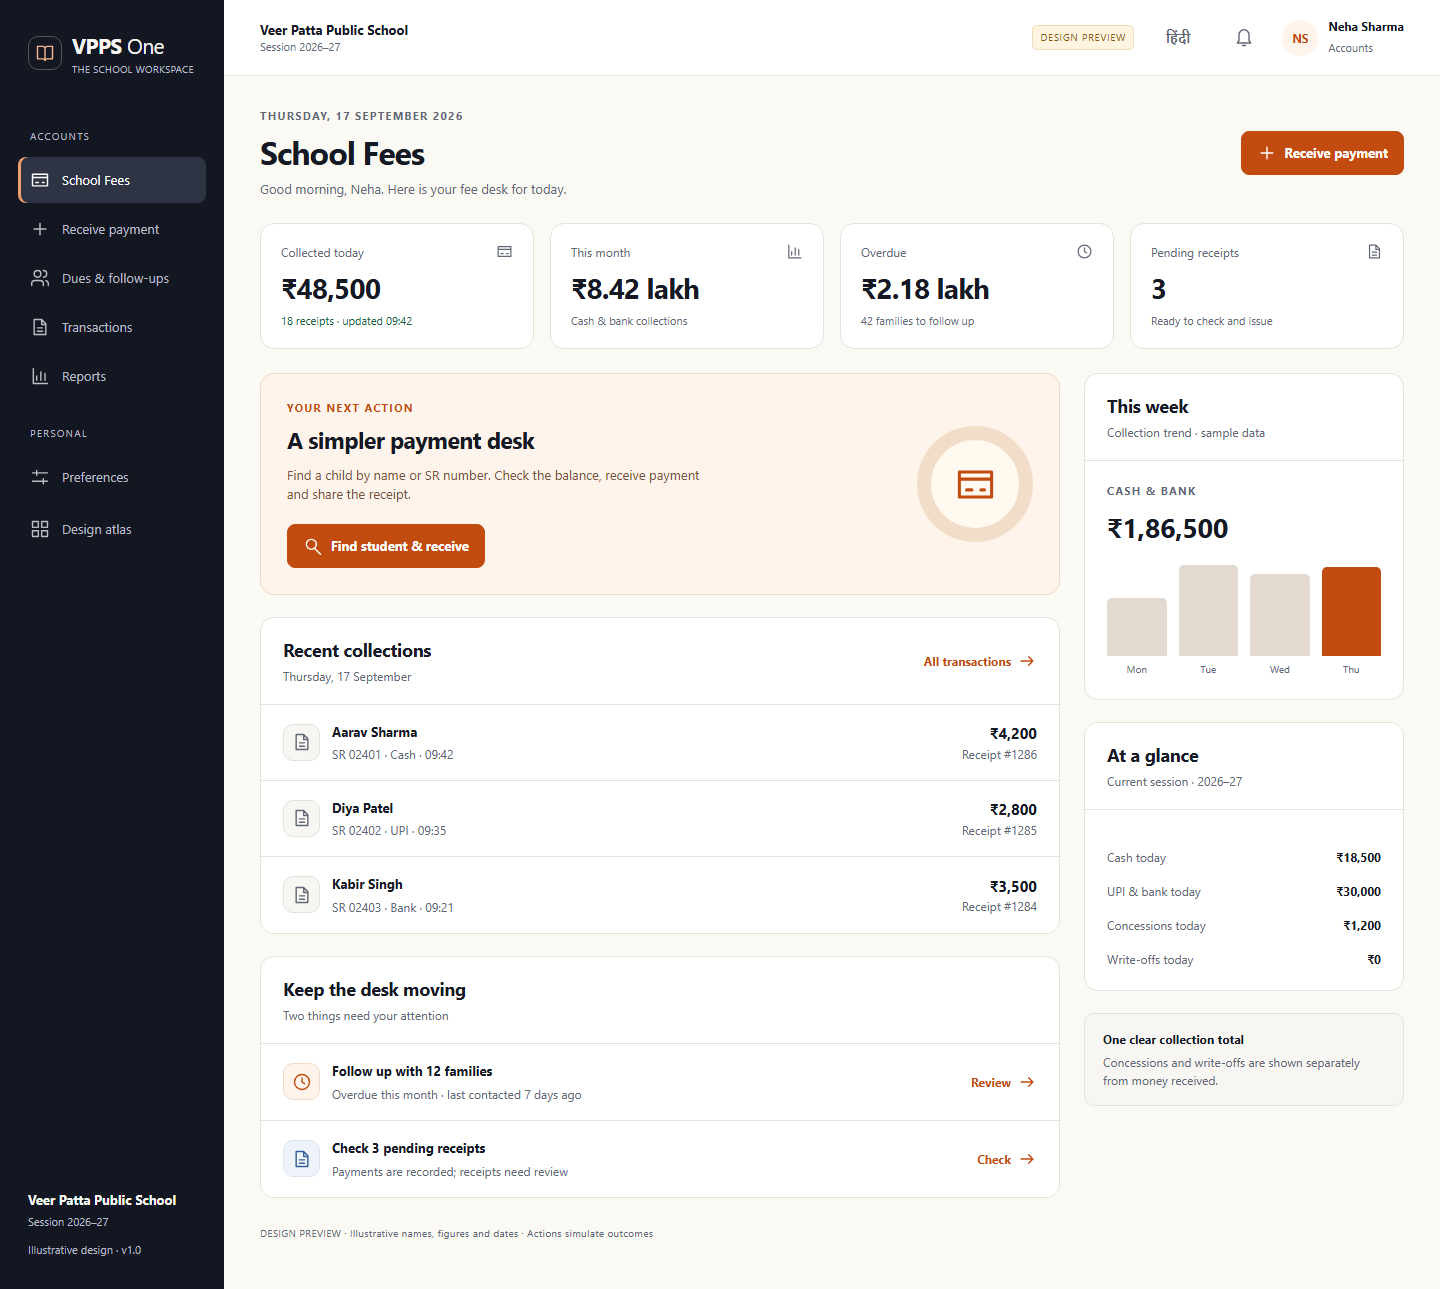 VPPS One
THE SCHOOL WORKSPACE
ACCOUNTS
School Fees
Receive payment
Dues & follow-ups
Transactions
Reports
PERSONAL
Preferences
Design atlas
Veer Patta Public School
Session 2026–27
Illustrative design · v1.0
Veer Patta Public School
Session 2026–27
DESIGN PREVIEW
हिंदी
NS
Neha Sharma
Accounts
THURSDAY, 17 SEPTEMBER 2026
School Fees
Good morning, Neha. Here is your fee desk for today.
Receive payment
Collected today
₹48,500
18 receipts · updated 09:42
This month
₹8.42 lakh
Cash & bank collections
Overdue
₹2.18 lakh
42 families to follow up
Pending receipts
3
Ready to check and issue
YOUR NEXT ACTION
A simpler payment desk
Find a child by name or SR number. Check the balance, receive payment
and share the receipt.
Find student & receive
Recent collections
Thursday, 17 September
All transactions
Aarav Sharma
SR 02401 · Cash · 09:42
₹4,200
Receipt #1286
Diya Patel
SR 02402 · UPI · 09:35
₹2,800
Receipt #1285
Kabir Singh
SR 02403 · Bank · 09:21
₹3,500
Receipt #1284
Keep the desk moving
Two things need your attention
Follow up with 12 families
Overdue this month · last contacted 7 days ago
Review
Check 3 pending receipts
Payments are recorded; receipts need review
Check
This week
Collection trend · sample data
CASH & BANK
₹1,86,500
Mon
Tue
Wed
Thu
At a glance
Current session · 2026–27
Cash today
₹18,500
UPI & bank today
₹30,000
Concessions today
₹1,200
Write-offs today
₹0
One clear collection total
Concessions and write-offs are shown separately
from money received.
DESIGN PREVIEW · Illustrative names, figures and dates · Actions simulate outcomes